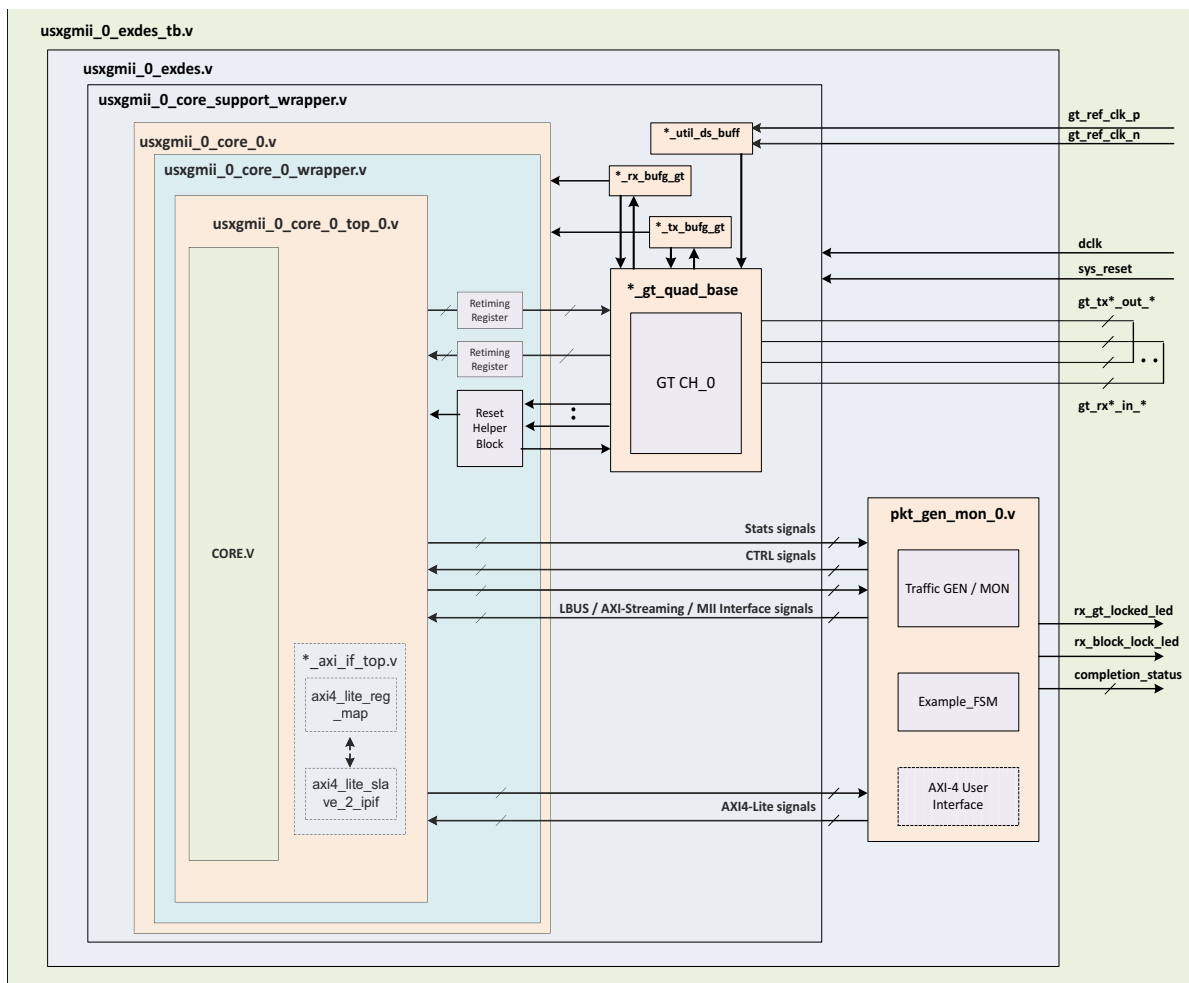 usxgmii_0_exdes_tb.v
usxgmii_0_exdes.v
usxgmii_0_core_support_wrapper.v
usxgmii_0_core_0.v
usxgmii_0_core_0_wrapper.v
usxgmii_0_core_0_top_0.v
CORE.V
*_axi_if_top.v
axi4_lite_reg
_map
axi4_lite_sla
ve_2_ipif
Retiming
Register
Retiming
Register
Reset
Helper
Block
*_util_ds_buff
*_rx_bufg_gt
*_tx_bufg_gt
*_gt_quad_base
GT CH_0
gt_ref_clk_p
gt_ref_clk_n
dclk
sys_reset
gt_tx*_out_*
gt_rx*_in_*
Stats signals
CTRL signals
LBUS / AXI-Streaming / MII Interface signals
AXI4-Lite signals
pkt_gen_mon_0.v
Traffic GEN / MON
Example_FSM
AXI-4 User
Interface
rx_gt_locked_led
rx_block_lock_led
completion_status